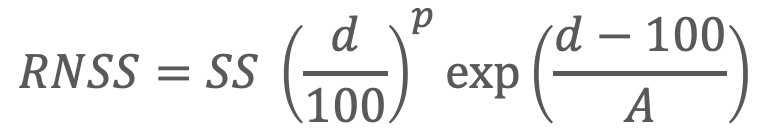 RNSS = SS (d/100)^p exp((d − 100)/A)